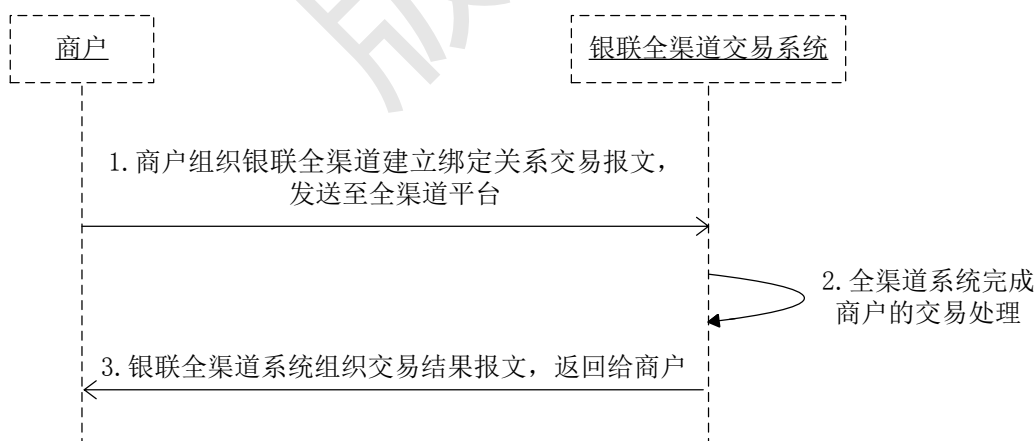 商户
银联全渠道交易系统
1.商户组织银联全渠道建立绑定关系交易报文，
发送至全渠道平台
2.全渠道系统完成
商户的交易处理
3.银联全渠道系统组织交易结果报文，返回给商户